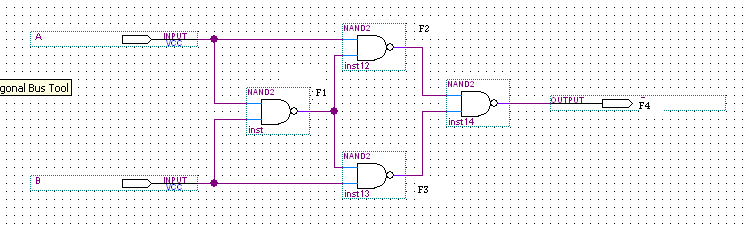 NAND2
F2
A
INPUT
VCC
inst12
gonal Bus Tool
NAND2
F1
NAND2
OUTPUT
F4
inst
inst14
NAND2
B
INPUT
VCC
inst13
F3